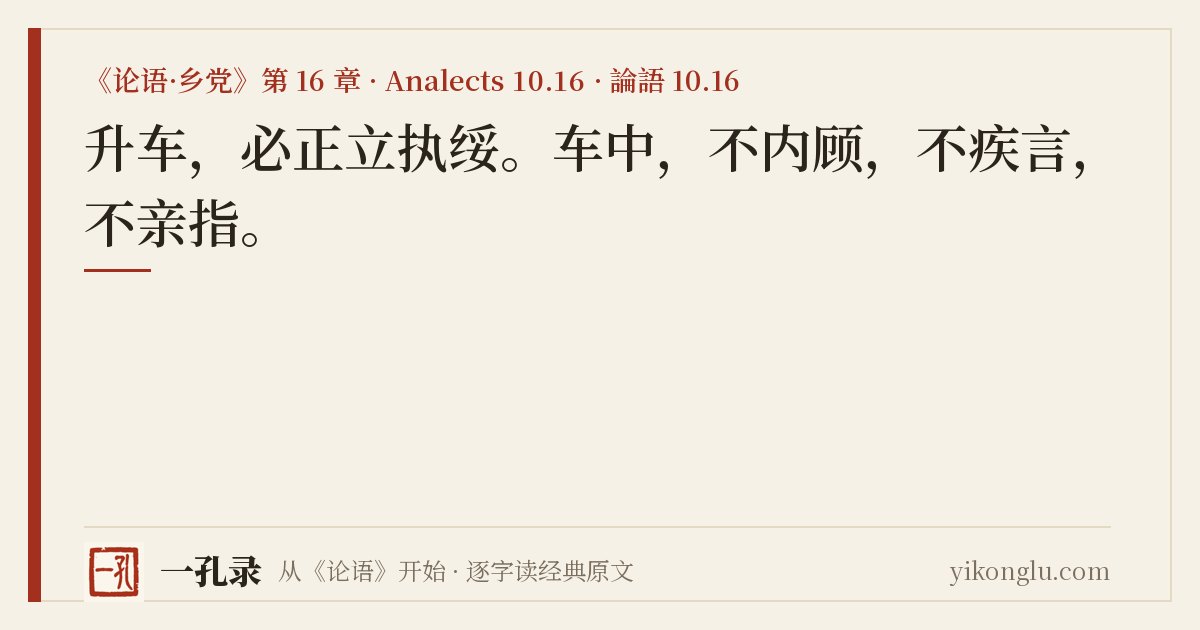 《论语·乡党》第 16 章 · Analects 10.16 · 論語 10.16
升车，必正立执绥。车中，不内顾，不疾言，
不亲指。
一孔
一孔录 从《论语》开始 · 逐字读经典原文 yikonglu.com